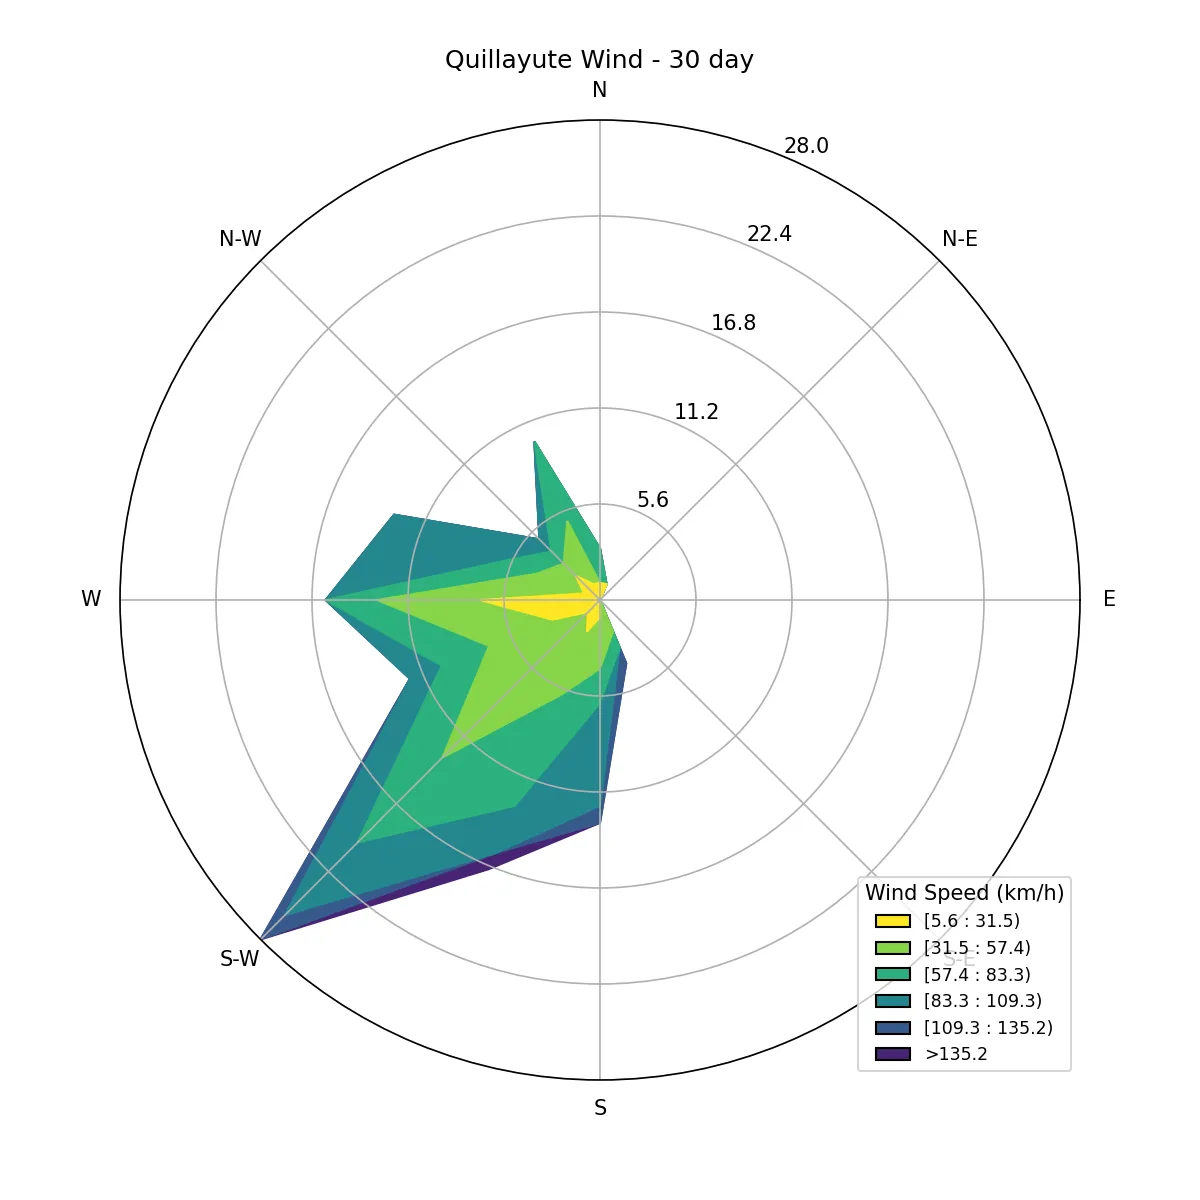 Quillayute Wind - 30 day
N
28.0
N-W
N-E
22.4
16.8
11.2
5.6
W
E
Wind Speed (km/h)
[5.6 : 31.5)
[31.5 : 57.4)
S-E
[57.4 : 83.3)
[83.3 : 109.3)
[109.3 : 135.2)
>135.2
S-W
S